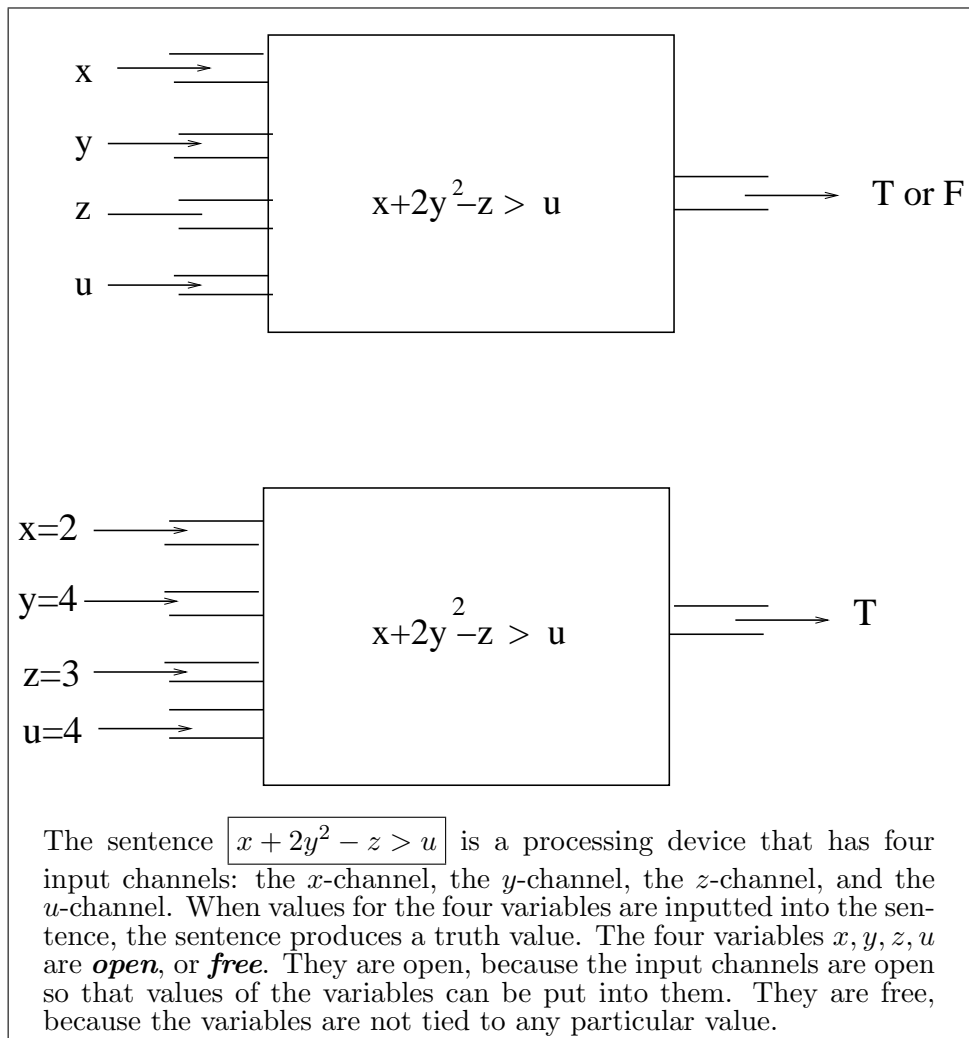 x
y
z
u
x+2y²−z > u
T or F
x=2
y=4
z=3
u=4
x+2y²−z > u
T
The sentence x + 2y² − z > u is a processing device that has four
input channels: the x-channel, the y-channel, the z-channel, and the
u-channel. When values for the four variables are inputted into the sen-
tence, the sentence produces a truth value. The four variables x, y, z, u
are open, or free. They are open, because the input channels are open
so that values of the variables can be put into them. They are free,
because the variables are not tied to any particular value.